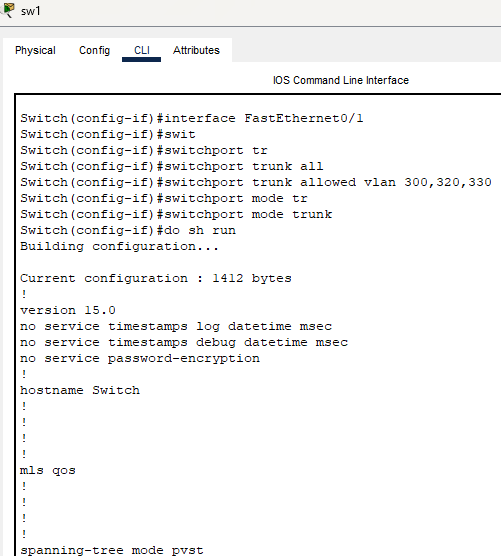 sw1
Physical Config CLI Attributes
IOS Command Line Interface
Switch(config-if)#interface FastEthernet0/1
Switch(config-if)#swit
Switch(config-if)#switchport tr
Switch(config-if)#switchport trunk all
Switch(config-if)#switchport trunk allowed vlan 300,320,330
Switch(config-if)#switchport mode tr
Switch(config-if)#switchport mode trunk
Switch(config-if)#do sh run
Building configuration...
Current configuration : 1412 bytes
!
version 15.0
no service timestamps log datetime msec
no service timestamps debug datetime msec
no service password-encryption
!
hostname Switch
!
!
!
!
mls qos
!
!
!
!
spanning-tree mode pvst